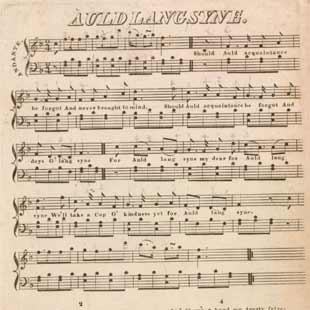 AULD LANG SYNE.
ANDANTE
Should Auld acquaintance
be forgot And never brought to mind, Should Auld acquaintance be forgot And
days O' lang syne For Auld lang syne my dear for Auld lang
syne We'll take a Cup O' kindness yet for Auld lang syne.
2 4